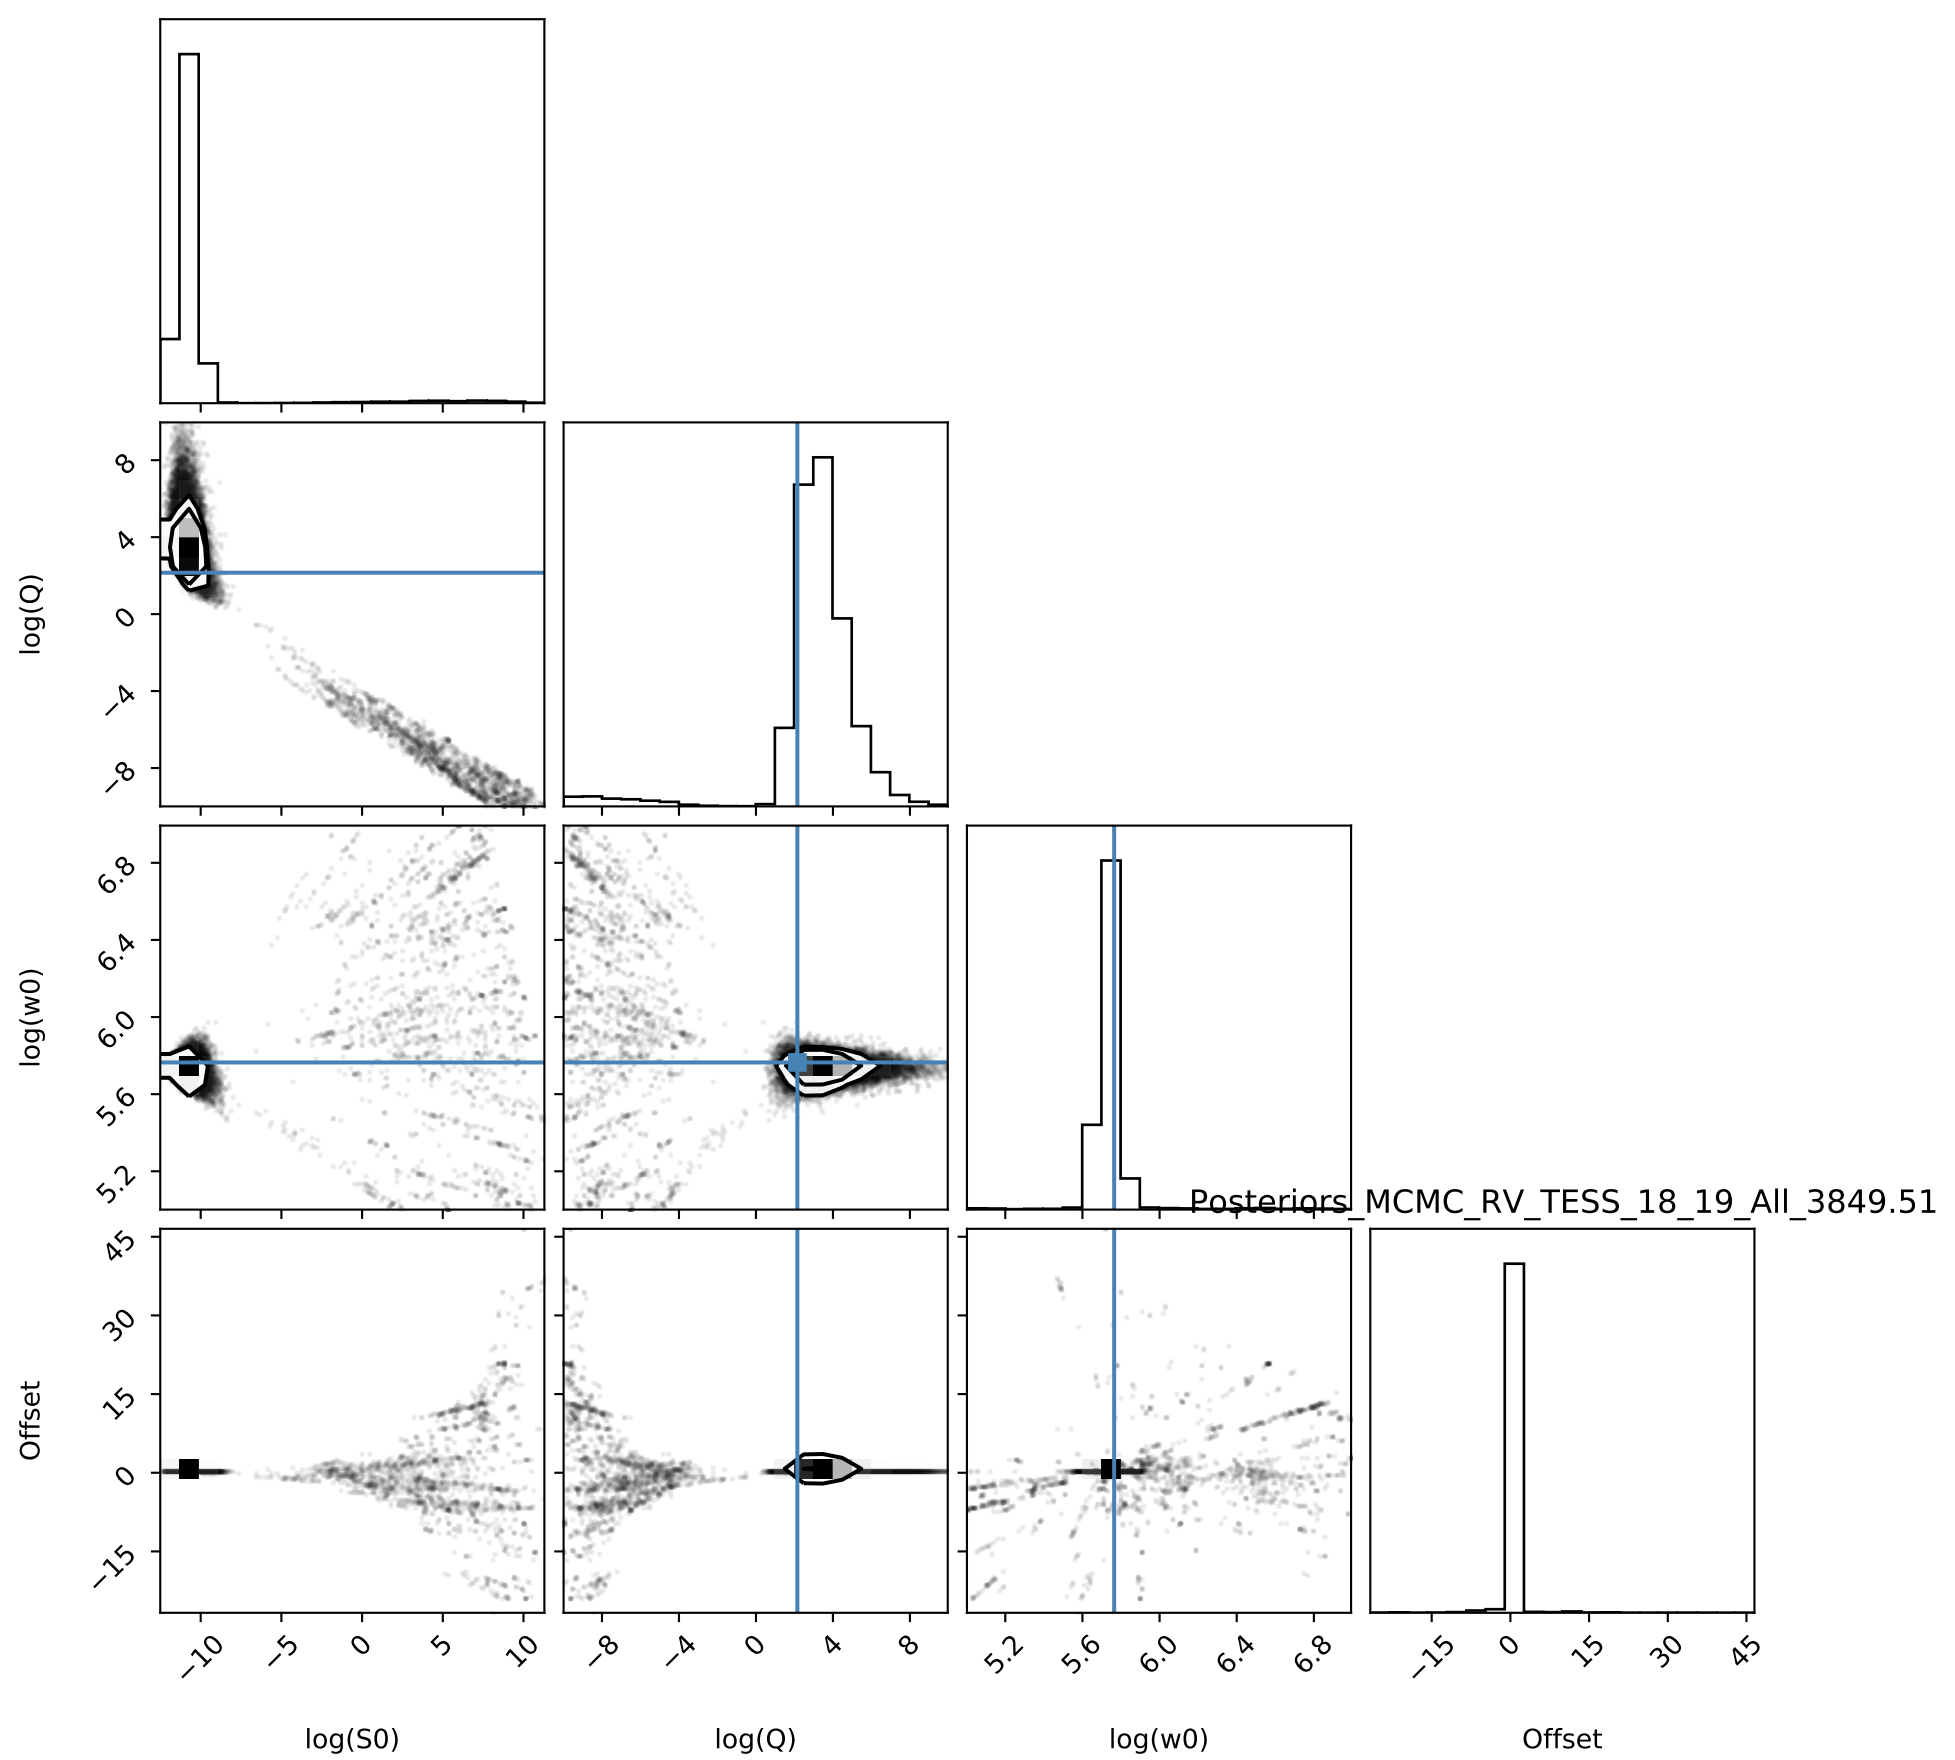 8
4
0
−4
−8
log(Q)
6.8
6.4
6.0
5.6
5.2
log(w0)
Posteriors_MCMC_RV_TESS_18_19_All_3849.51
45
30
15
0
−15
Offset
−10 −5 0 5 10
−8 −4 0 4 8
5.2 5.6 6.0 6.4 6.8
−15 0 15 30 45
log(S0) log(Q) log(w0) Offset